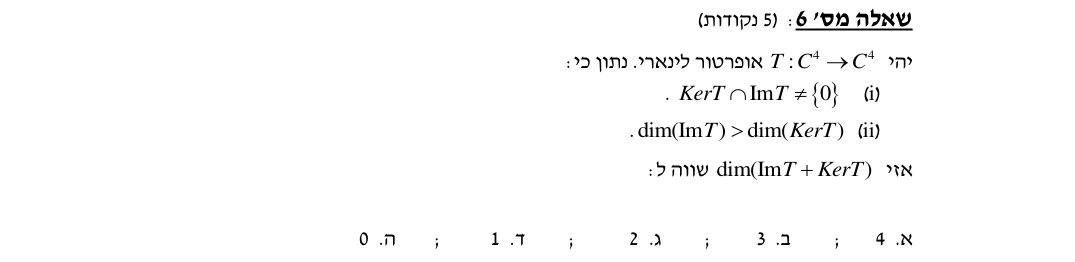 שאלה מס' 6: (5 נקודות)
יהי T : C⁴ → C⁴ אופרטור לינארי. נתון כי:
(i) KerT ∩ ImT ≠ {0} .
(ii) dim(ImT) > dim(KerT).
אזי dim(ImT + KerT) שווה ל:
א. 4 ; ב. 3 ; ג. 2 ; ד. 1 ; ה. 0